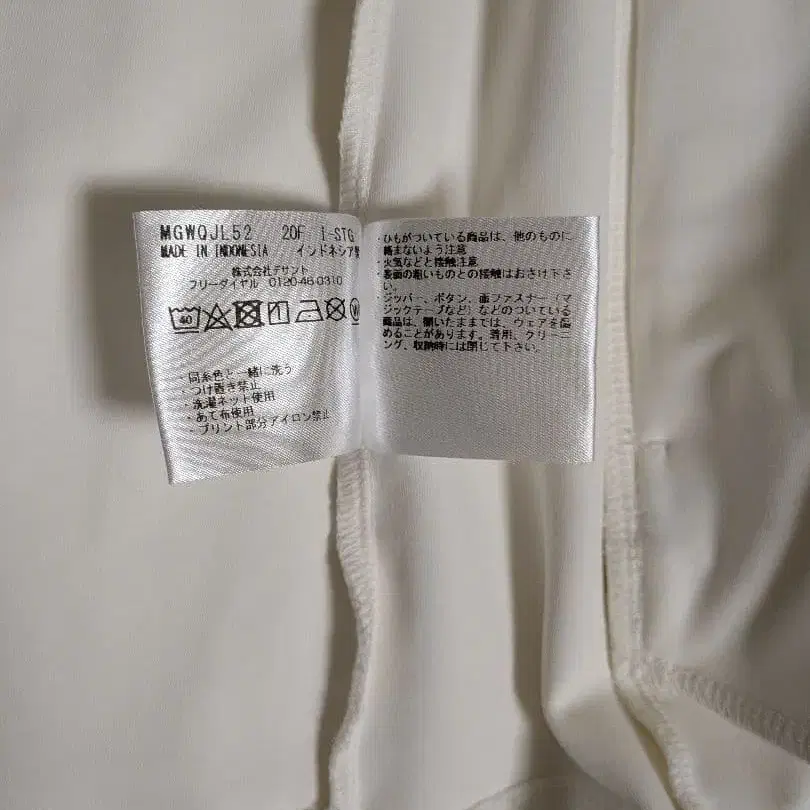 MGWQJL52 20F I-STG
MADE IN INDONESIA インドネシア製
株式会社デサント
フリーダイヤル 0120-46-0310
40
W
・同系色と一緒に洗う
・つけ置き禁止
・洗濯ネット使用
・あて布使用
・プリント部分アイロン禁止
・ひもがついている商品は、他のものに
絡まないよう注意
・火気などと接触注意
・表面の粗いものとの接触はおさけ下
さい。
・ジッパー、ボタン、面ファスナー(マ
ジックテープなど)などのついている
商品は、開いたままでは、ウェアを傷
めることがあります。着用、クリーニ
ング、収納時には閉じて下さい。